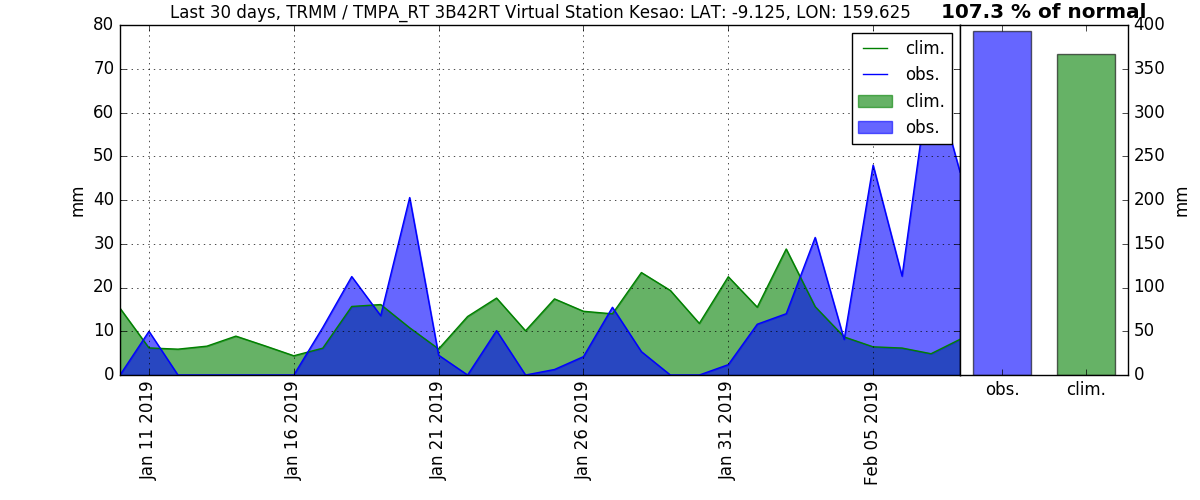 Last 30 days, TRMM / TMPA_RT 3B42RT Virtual Station Kesao: LAT: -9.125, LON: 159.625
107.3 % of normal
80
70
60
50
40
30
20
10
0
mm
clim.
obs.
clim.
obs.
400
350
300
250
200
150
100
50
0
mm
Jan 11 2019
Jan 16 2019
Jan 21 2019
Jan 26 2019
Jan 31 2019
Feb 05 2019
obs.
clim.